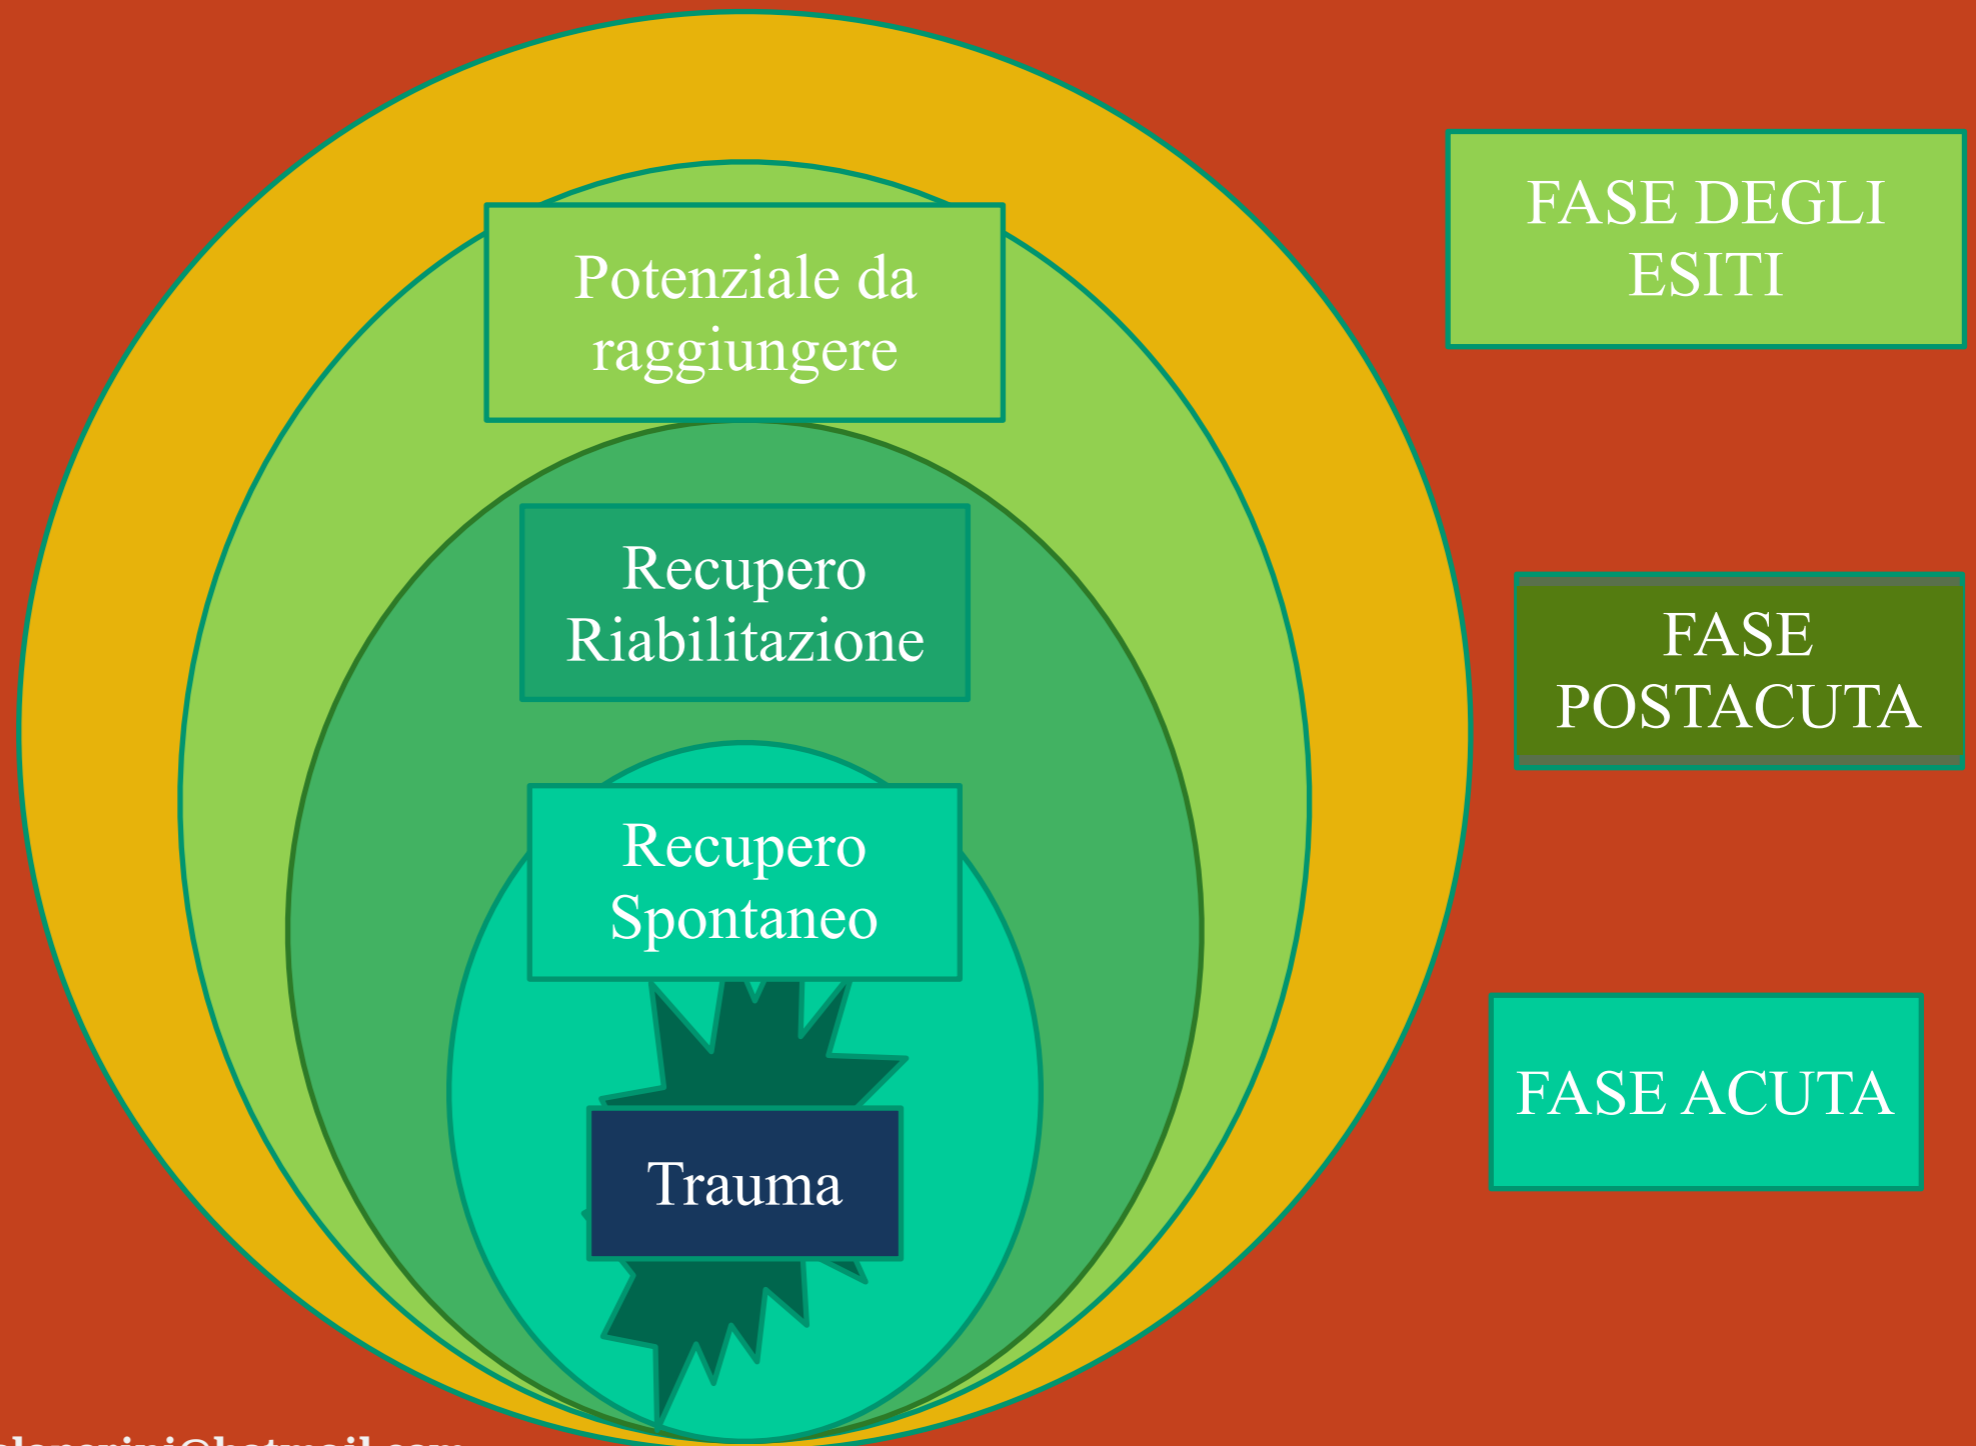 Potenziale da
raggiungere
FASE DEGLI
ESITI
Recupero
Riabilitazione
FASE
POSTACUTA
Recupero
Spontaneo
FASE ACUTA
Trauma